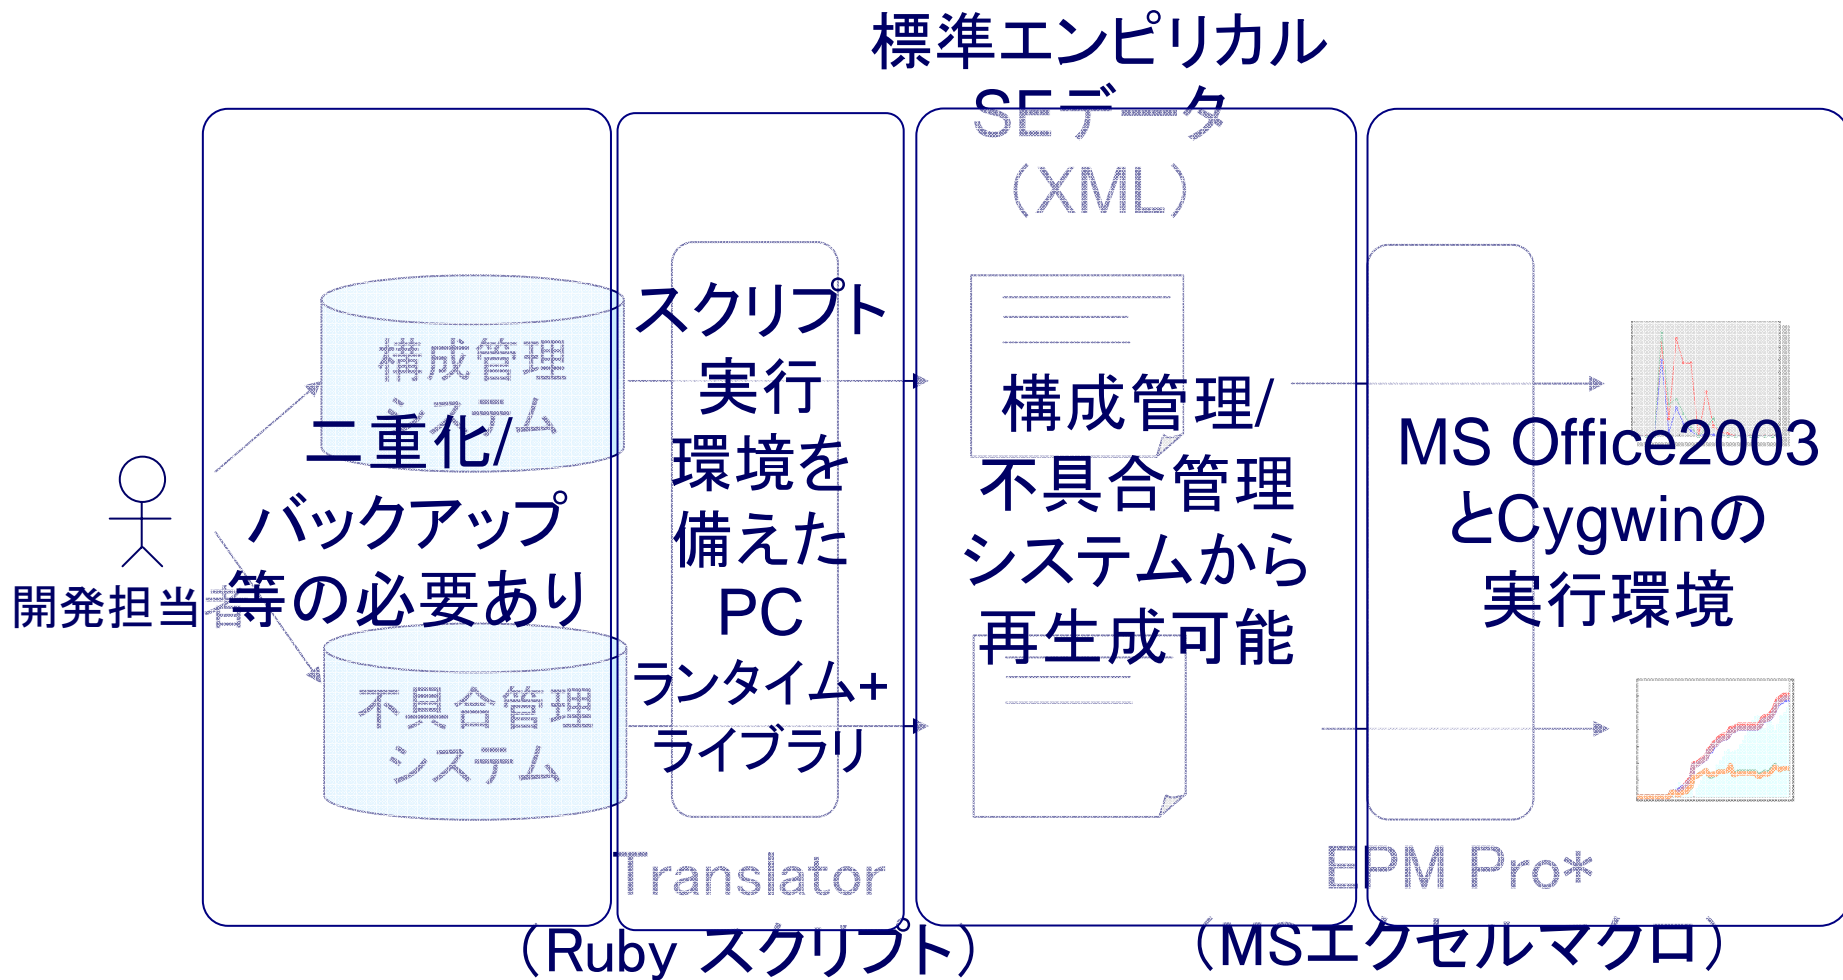 標準エンピリカル
SEデータ
（XML）
開発担当者
構成管理
システム
不具合管理
システム
二重化/
バックアップ
等の必要あり
スクリプト
実行
環境を
備えた
PC
ランタイム+
ライブラリ
Translator
（Ruby スクリプト）
構成管理/
不具合管理
システムから
再生成可能
MS Office2003
とCygwinの
実行環境
EPM Pro*
（MSエクセルマクロ）